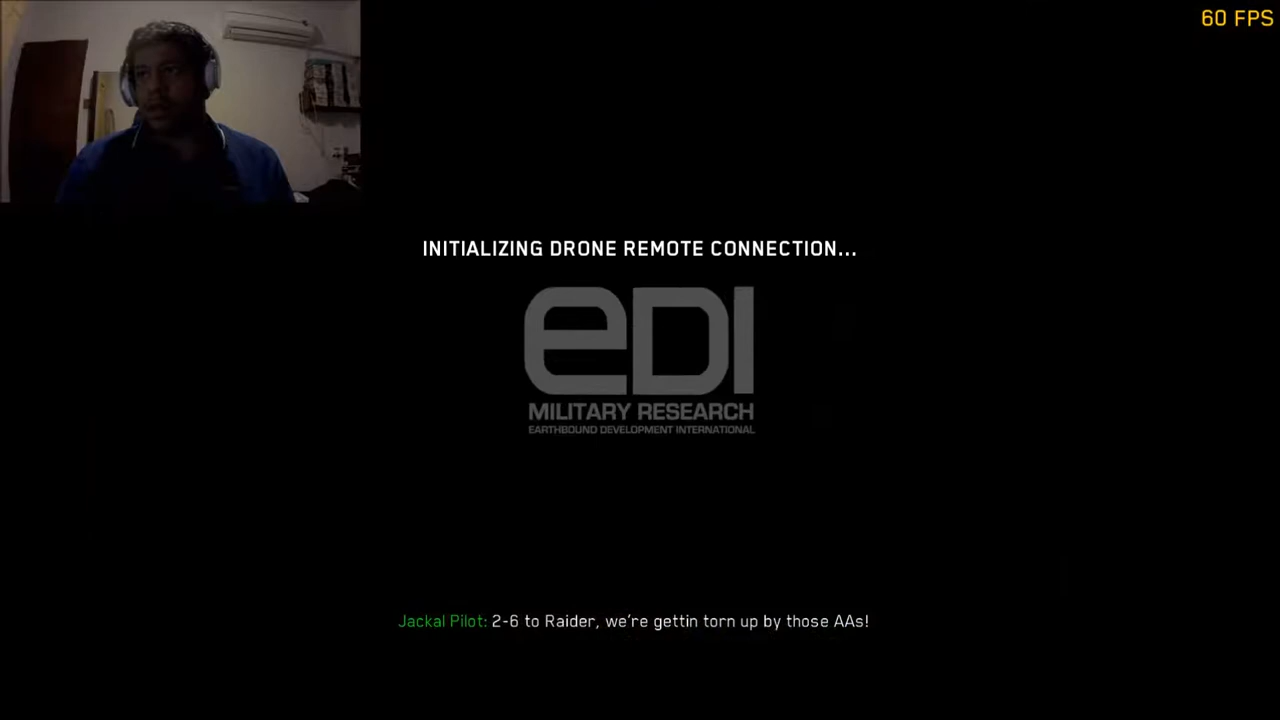 60 FPS
INITIALIZING DRONE REMOTE CONNECTION...
eDI
MILITARY RESEARCH
EARTHBOUND DEVELOPMENT INTERNATIONAL
Jackal Pilot: 2-6 to Raider, we're gettin torn up by those AAs!